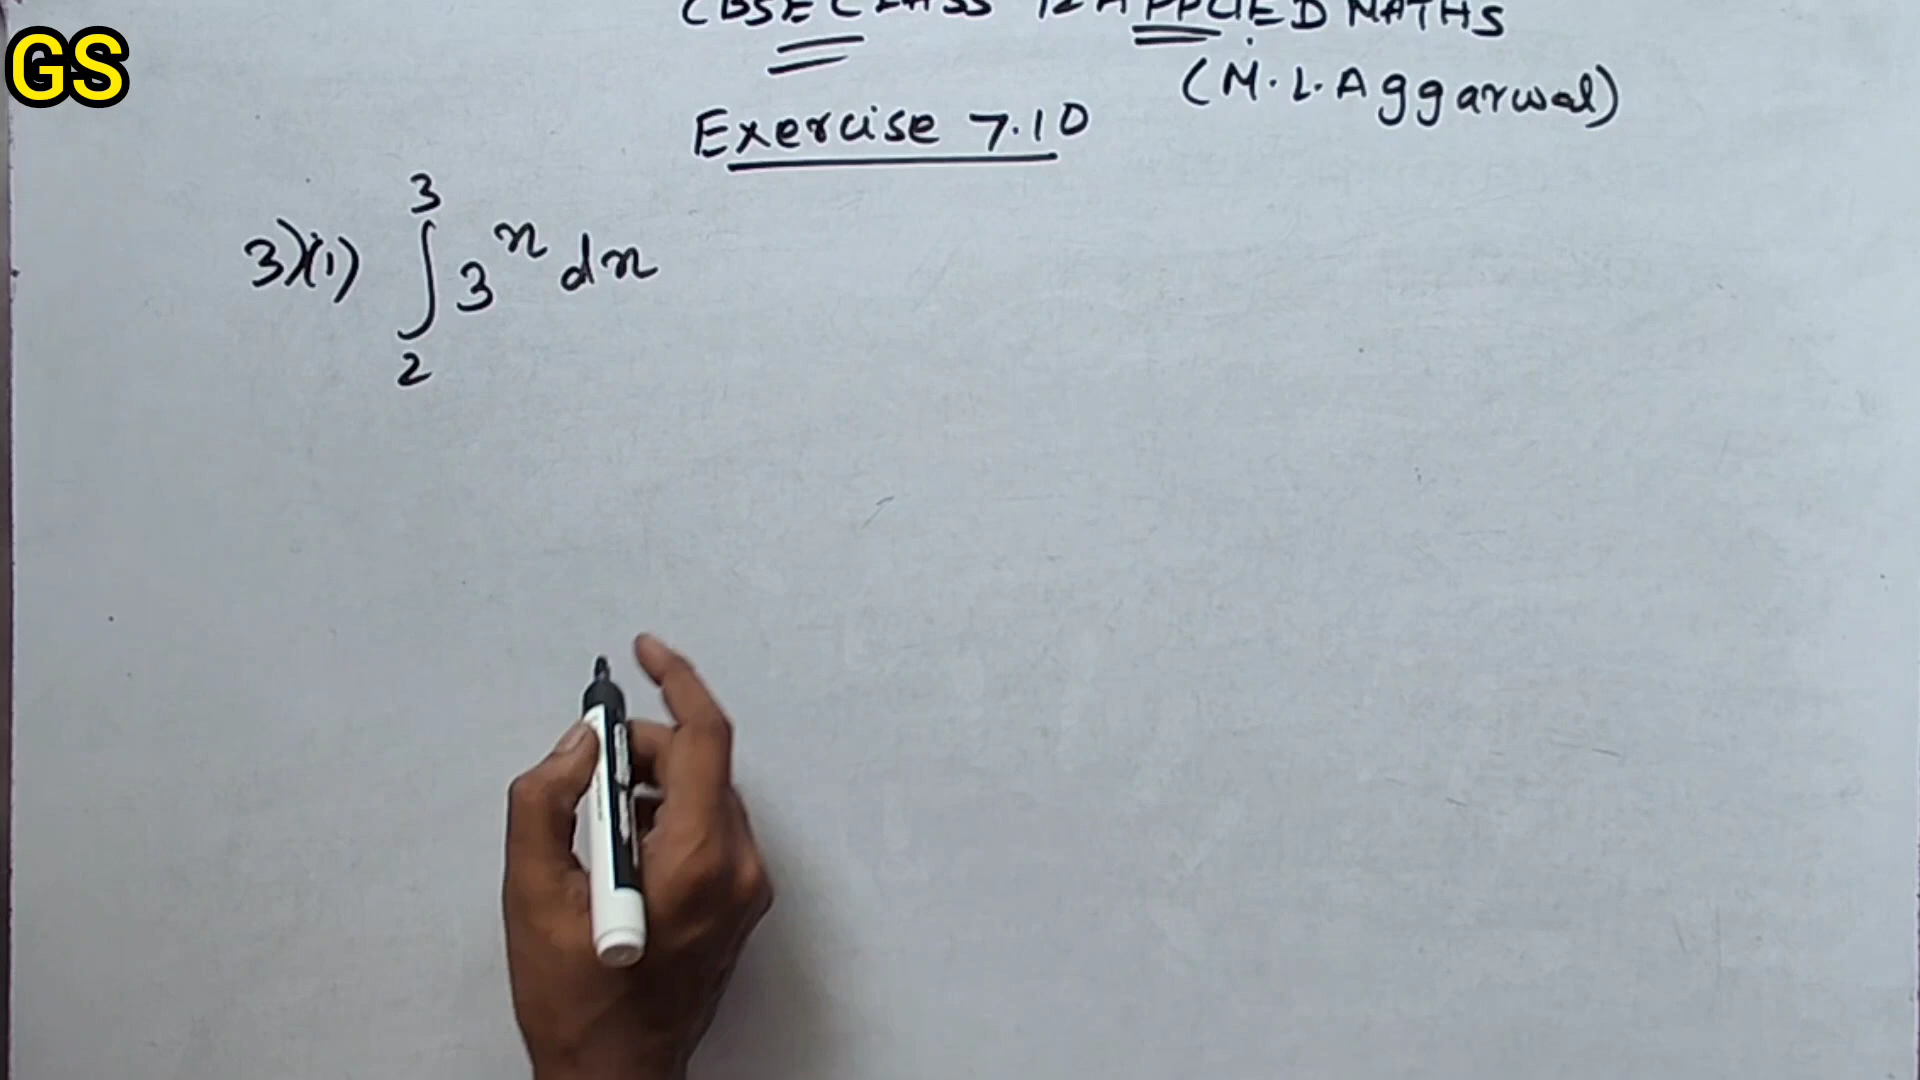 GS
CBSE CLASS 12 APPLIED MATHS
(M.L.Aggarwal)
Exercise 7.10
3)(i) ∫₂³ 3ˣ dx